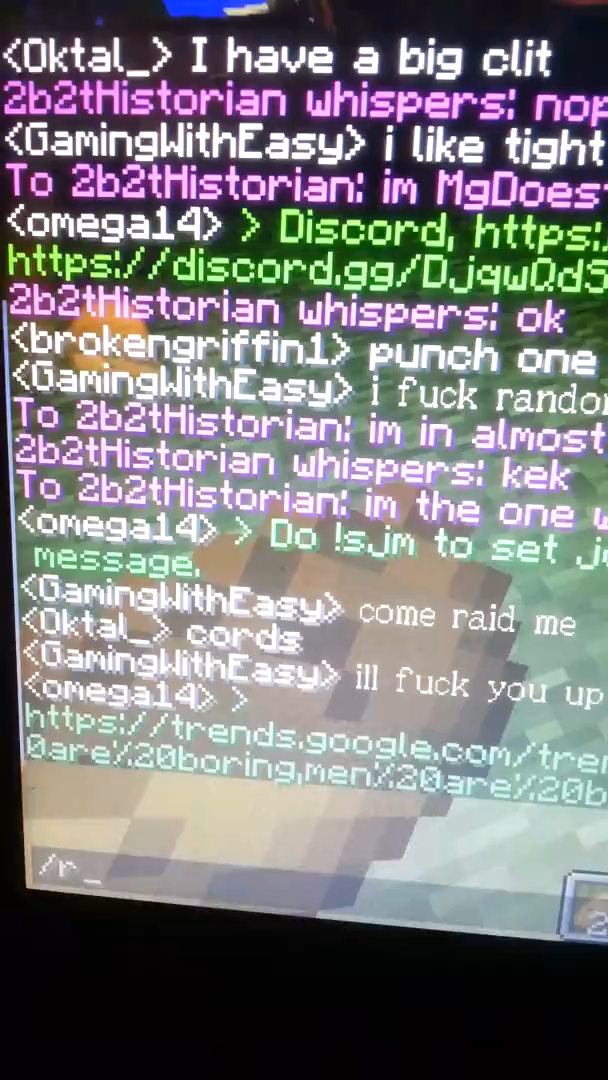 <Oktal_> I have a big clit
2b2tHistorian whispers: nop
<GamingWithEasy> i like tight
To 2b2tHistorian: im MgDoes
<omega14> > Discord, https:
https://discord.gg/DjqwQdS
2b2tHistorian whispers: ok
<brokengriffin1> punch one
<GamingWithEasy> i fuck rando
To 2b2tHistorian: im in almost
2b2tHistorian whispers: kek
To 2b2tHistorian: im the one w
<omega14> > Do !sjm to set jo
message.
<GamingWithEasy> come raid me
<Oktal_> cords
<GamingWithEasy> ill fuck you up
<omega14> >
https://trends.google.com/tren
0are%20boring,men%20are%20b
/r _
2